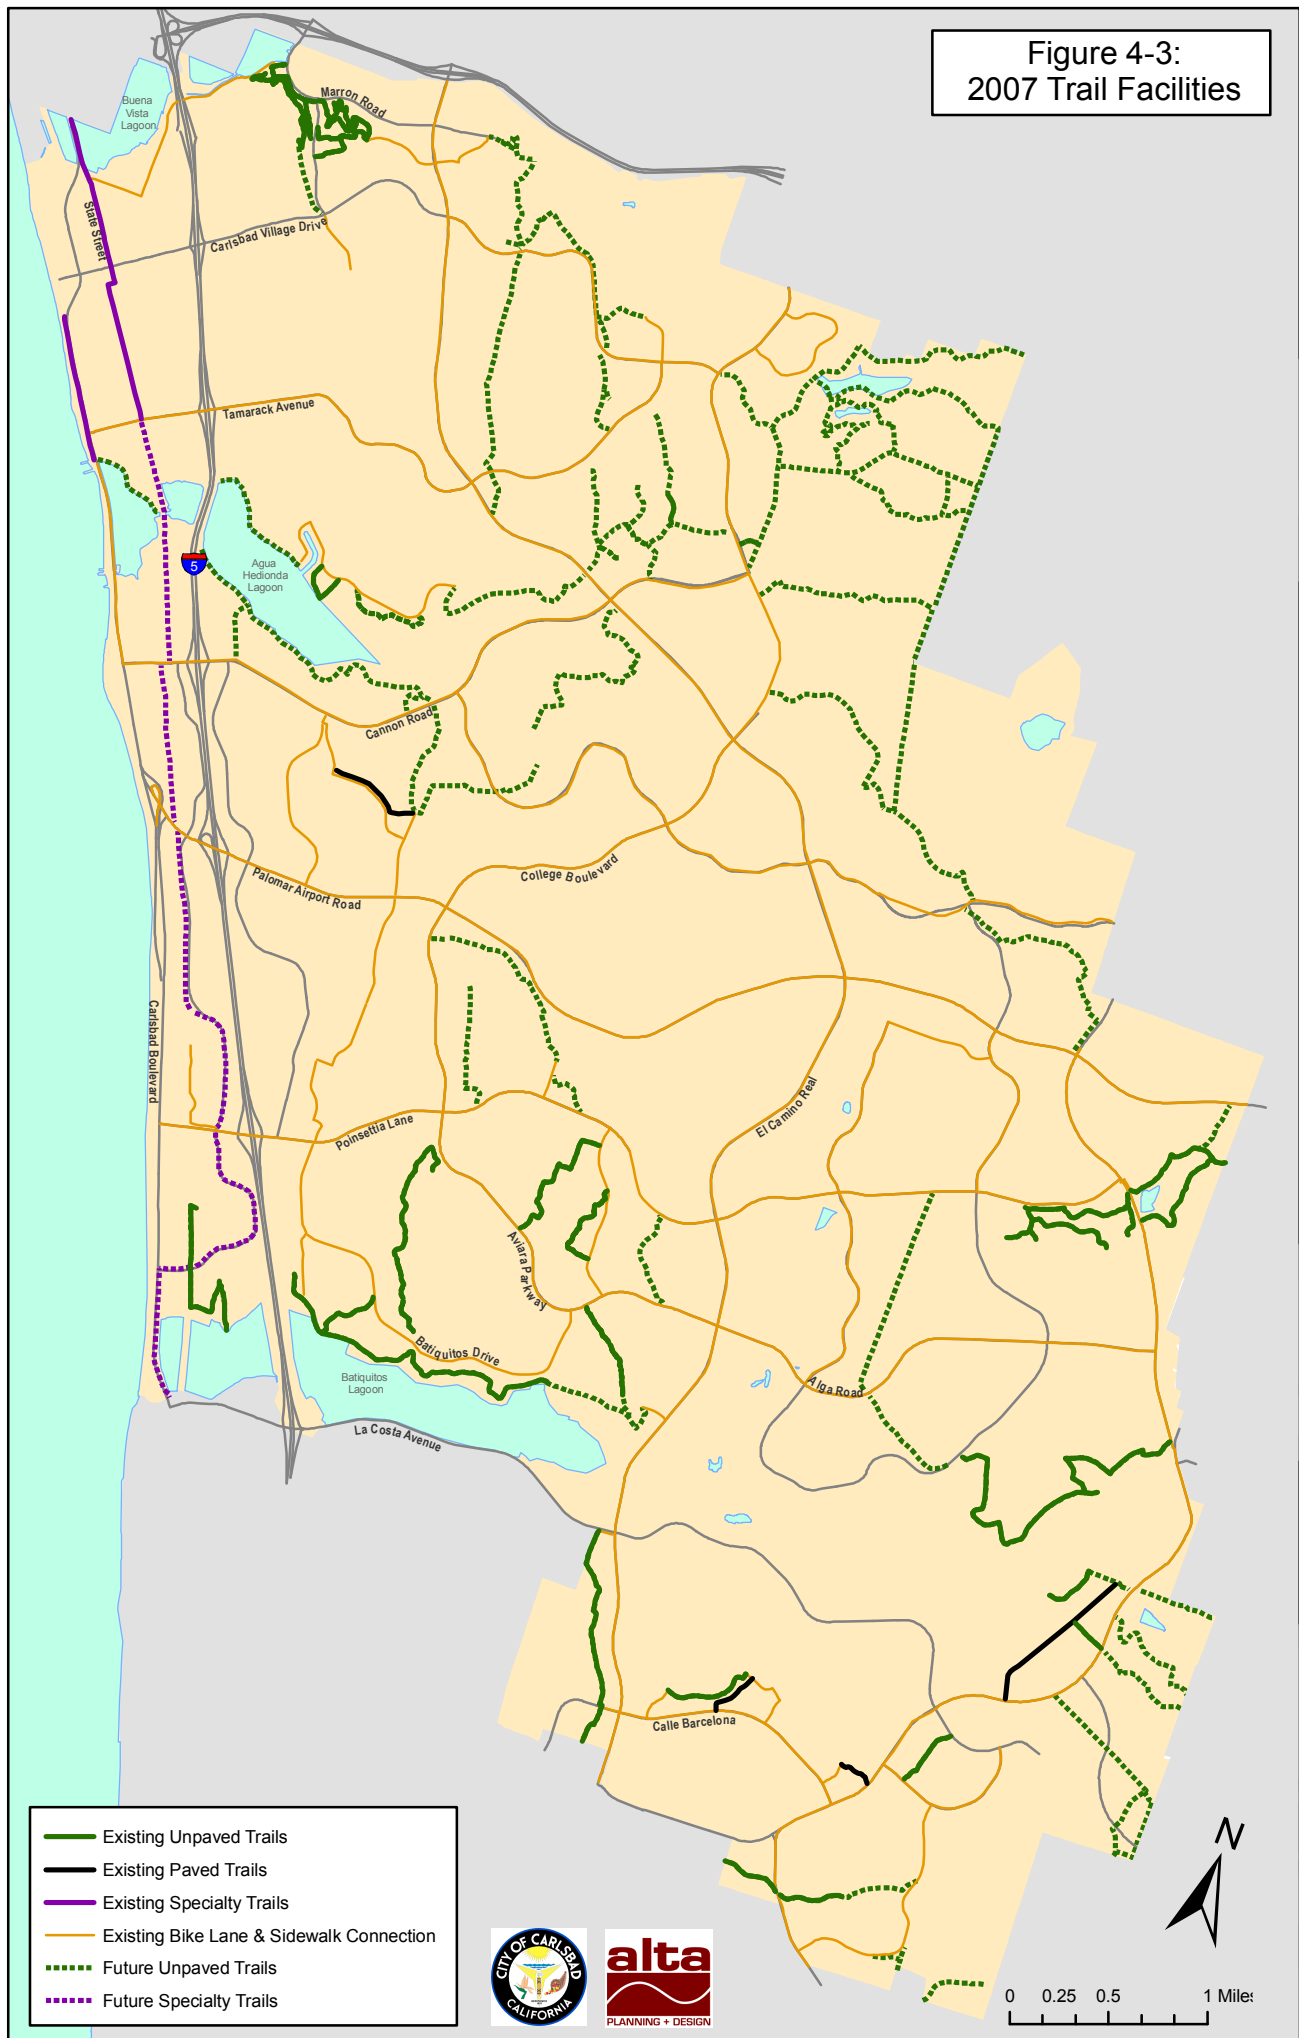 Figure 4-3:
2007 Trail Facilities
Marron Road
Buena
Vista
Lagoon
State Street
Carlsbad Village Drive
Tamarack Avenue
5
Agua
Hedionda
Lagoon
Cannon Road
College Boulevard
Palomar Airport Road
Carlsbad Boulevard
El Camino Real
Poinsettia Lane
Aviara Parkway
Batiquitos Drive
Batiquitos
Lagoon
Alga Road
La Costa Avenue
Calle Barcelona
Existing Unpaved Trails
Existing Paved Trails
Existing Specialty Trails
Existing Bike Lane & Sidewalk Connection
Future Unpaved Trails
Future Specialty Trails
CITY OF CARLSBAD
CALIFORNIA
alta
PLANNING + DESIGN
N
0 0.25 0.5 1 Miles